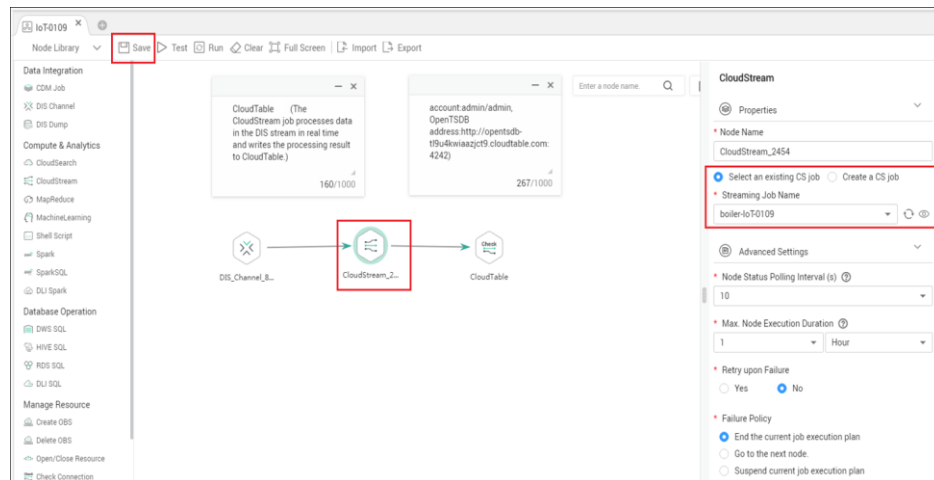 IoT-0109
Node Library
Save
Test
Run
Clear
Full Screen
Import
Export
Data Integration
CDM Job
DIS Channel
DIS Dump
Compute & Analytics
CloudSearch
CloudStream
MapReduce
MachineLearning
Shell Script
Spark
SparkSQL
DLI Spark
Database Operation
DWS SQL
HIVE SQL
RDS SQL
DLI SQL
Manage Resource
Create OBS
Delete OBS
Open/Close Resource
Check Connection
CloudTable (The
CloudStream job processes data
in the DIS stream in real time
and writes the processing result
to CloudTable.)
160/1000
account:admin/admin,
OpenTSDB
address:http://opentsdb-
tl9u4kwiaazjct9.cloudtable.com:
4242)
267/1000
Enter a node name.
DIS_Channel_8...
CloudStream_2...
Check
CloudTable
CloudStream
Properties
* Node Name
CloudStream_2454
Select an existing CS job
Create a CS job
* Streaming Job Name
boiler-IoT-0109
Advanced Settings
* Node Status Polling Interval (s)
10
* Max. Node Execution Duration
1
Hour
* Retry upon Failure
Yes
No
* Failure Policy
End the current job execution plan
Go to the next node.
Suspend current job execution plan